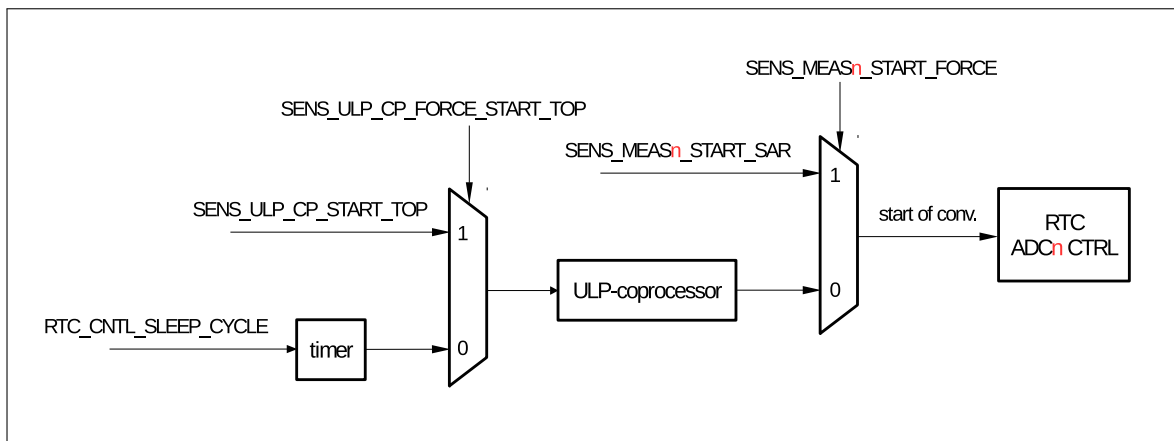 SENS_MEASn_START_FORCE
SENS_ULP_CP_FORCE_START_TOP
SENS_MEASn_START_SAR
1
SENS_ULP_CP_START_TOP
1
start of conv.
RTC
ADCn CTRL
ULP-coprocessor
0
RTC_CNTL_SLEEP_CYCLE
timer
0